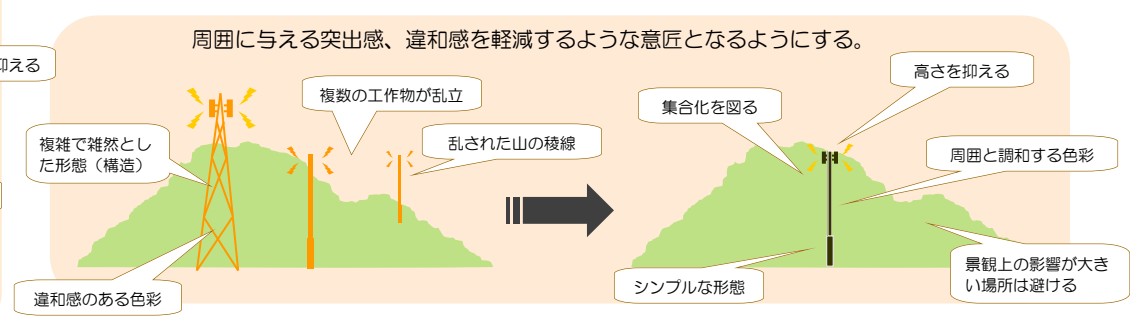 周囲に与える突出感、違和感を軽減するような意匠となるようにする。
抑える
複数の工作物が乱立
複雑で雑然とし
た形態（構造）
乱された山の稜線
違和感のある色彩
高さを抑える
集合化を図る
周囲と調和する色彩
シンプルな形態
景観上の影響が大き
い場所は避ける